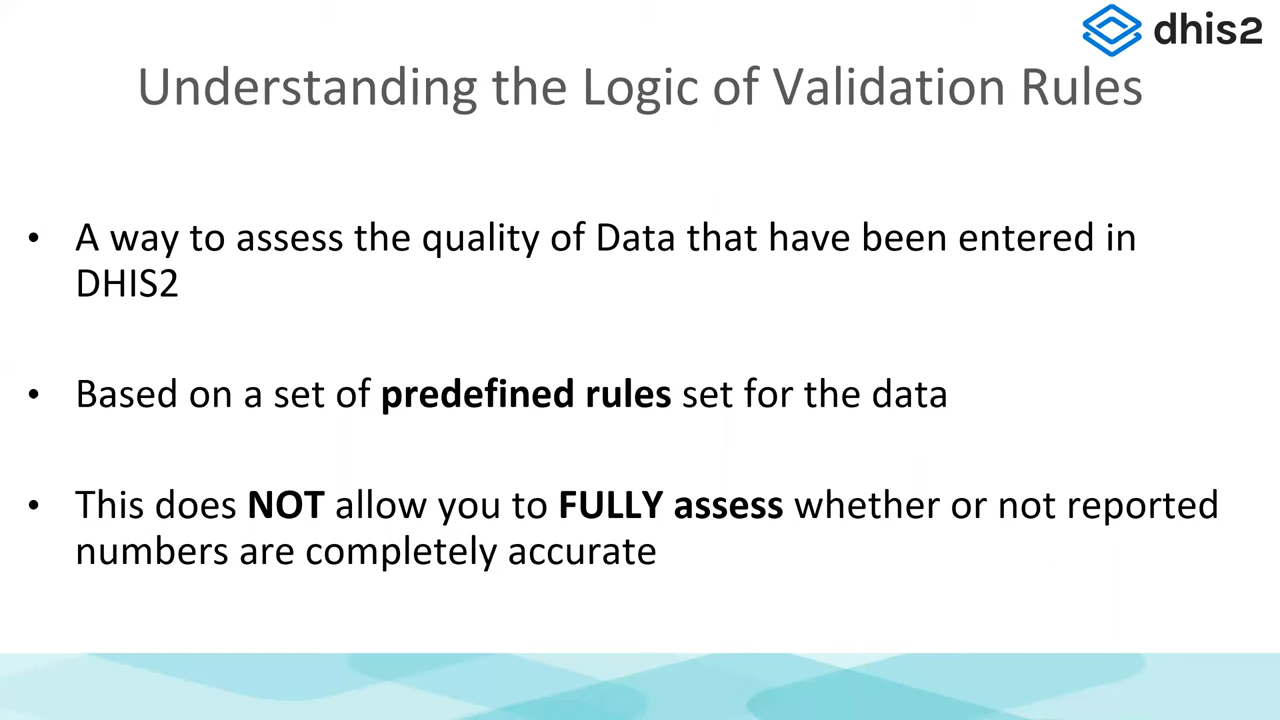 dhis2
Understanding the Logic of Validation Rules
• A way to assess the quality of Data that have been entered in
DHIS2
• Based on a set of predefined rules set for the data
• This does NOT allow you to FULLY assess whether or not reported
numbers are completely accurate